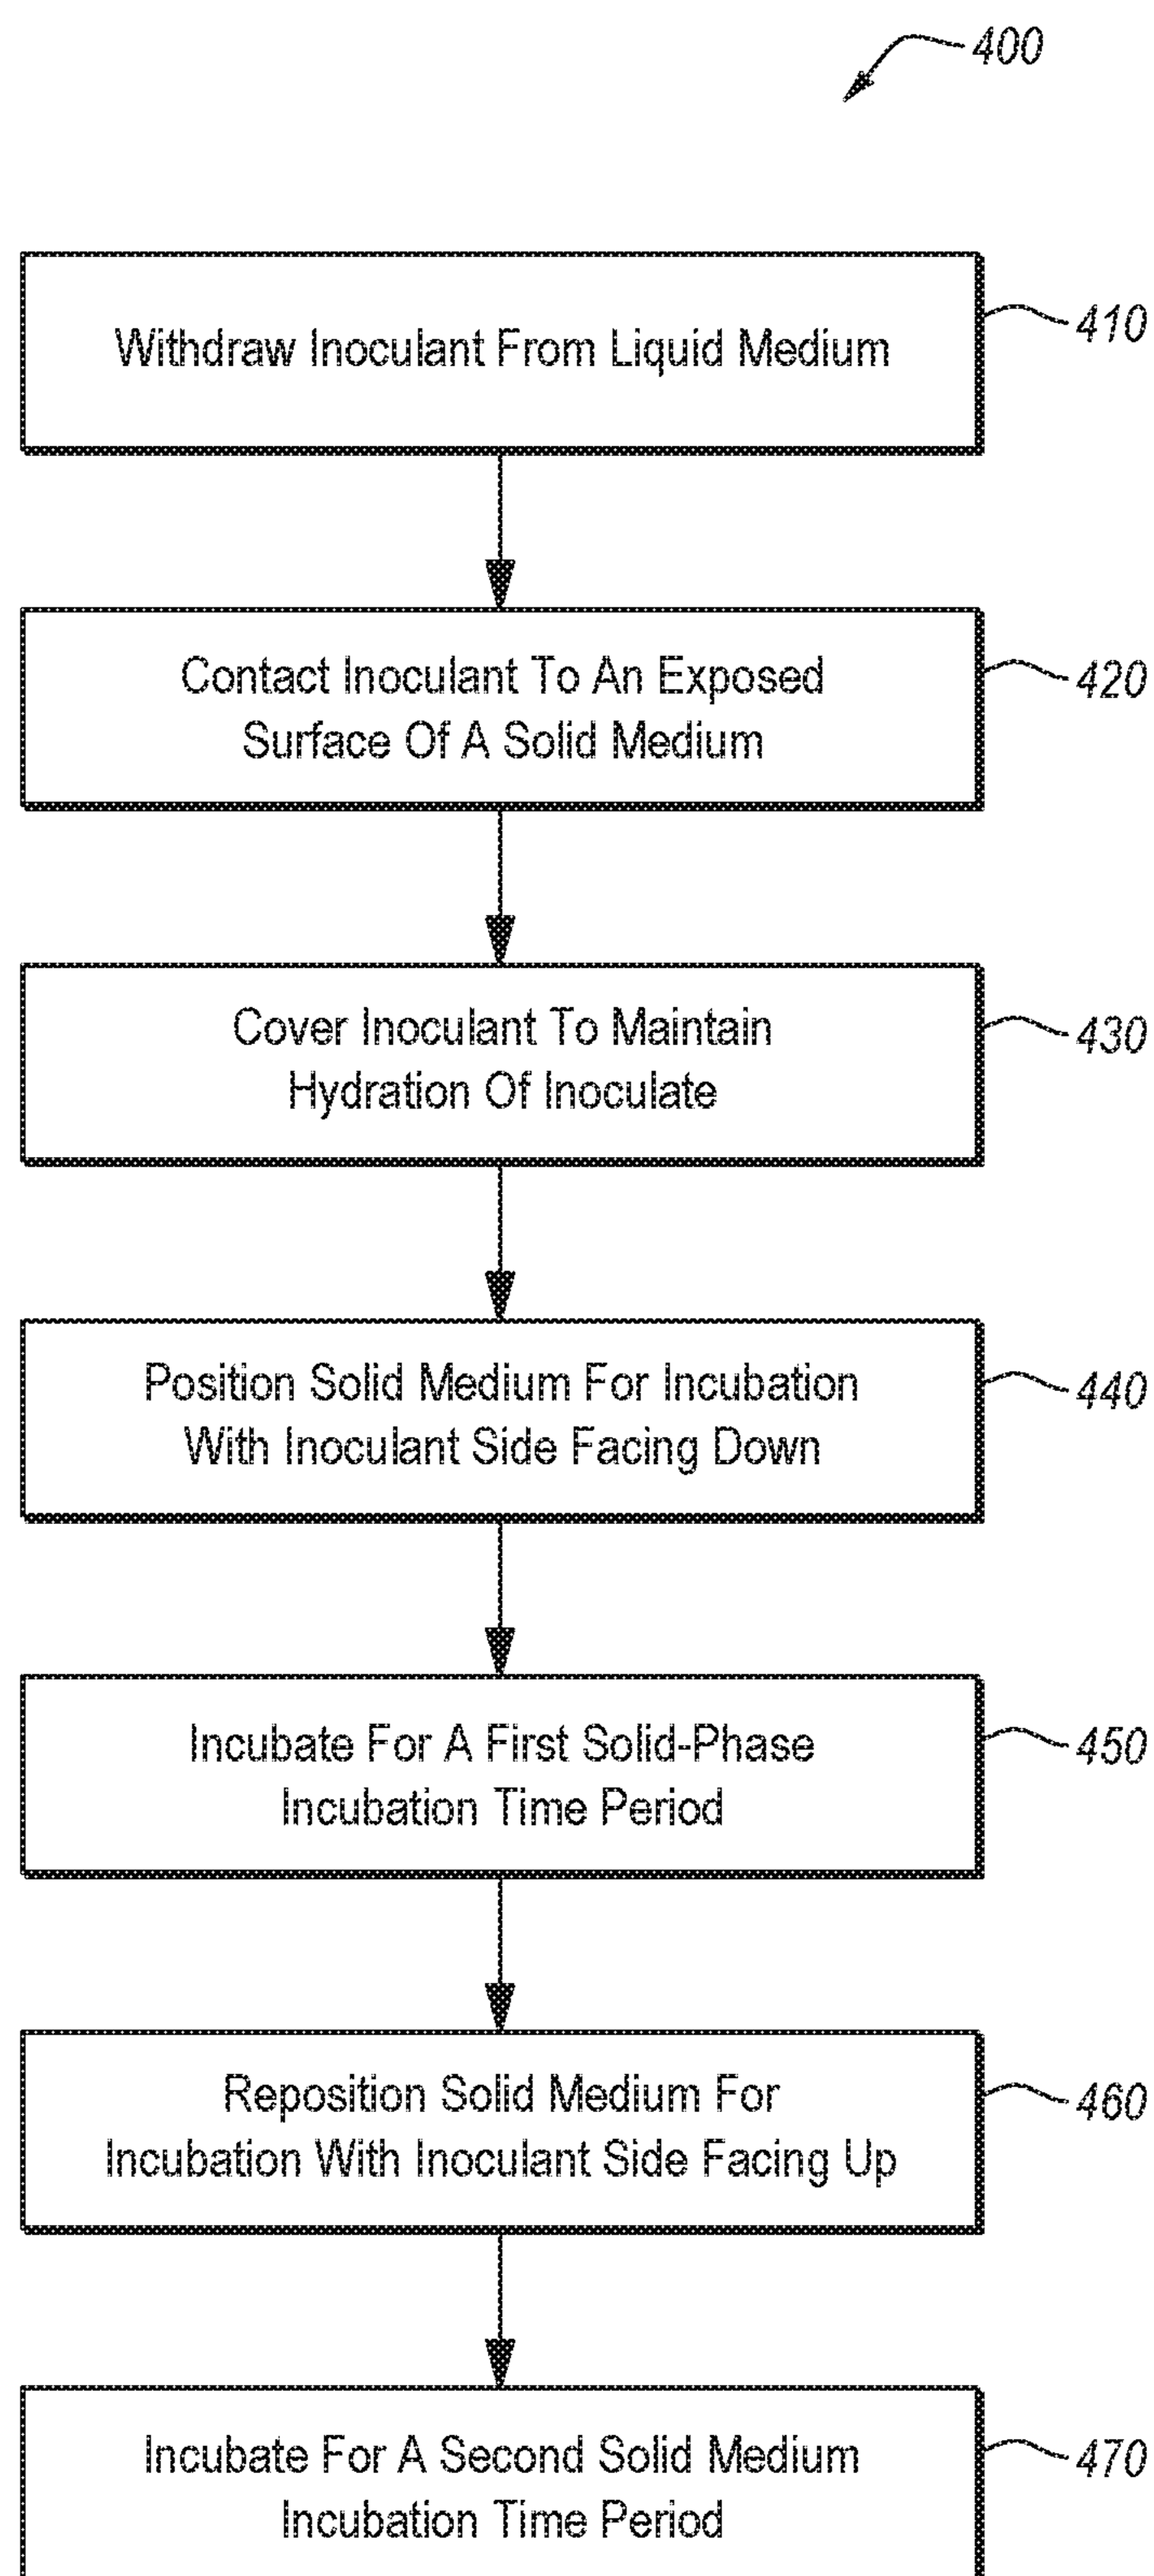 400
Withdraw Inoculant From Liquid Medium
410
Contact Inoculant To An Exposed
Surface Of A Solid Medium
420
Cover Inoculant To Maintain
Hydration Of Inoculate
430
Position Solid Medium For Incubation
With Inoculant Side Facing Down
440
Incubate For A First Solid-Phase
Incubation Time Period
450
Reposition Solid Medium For
Incubation With Inoculant Side Facing Up
460
Incubate For A Second Solid Medium
Incubation Time Period
470